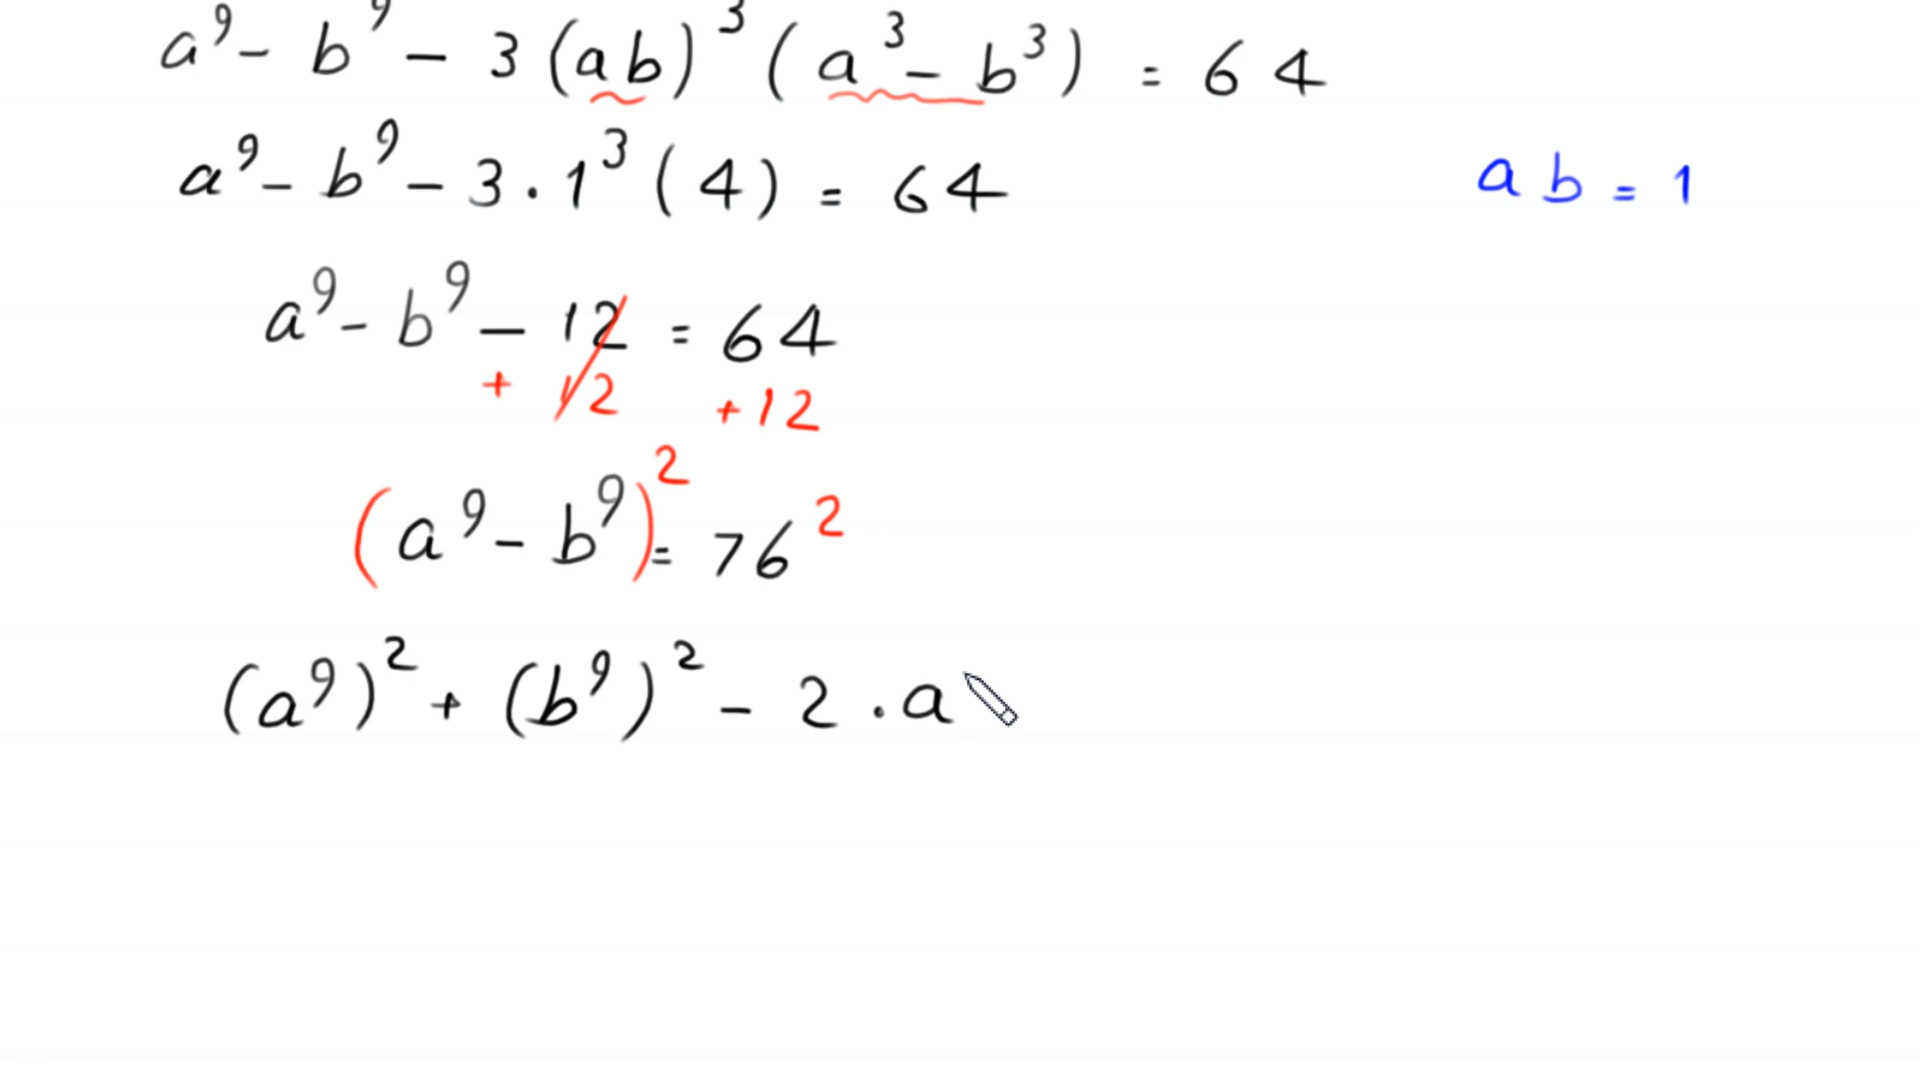 a⁹ - b⁹ - 3(ab)³(a³ - b³) = 64
a⁹ - b⁹ - 3 · 1³(4) = 64
ab = 1
a⁹ - b⁹ - 12 = 64
+ 12 + 12
(a⁹ - b⁹)² = 76²
(a⁹)² + (b⁹)² - 2 · a